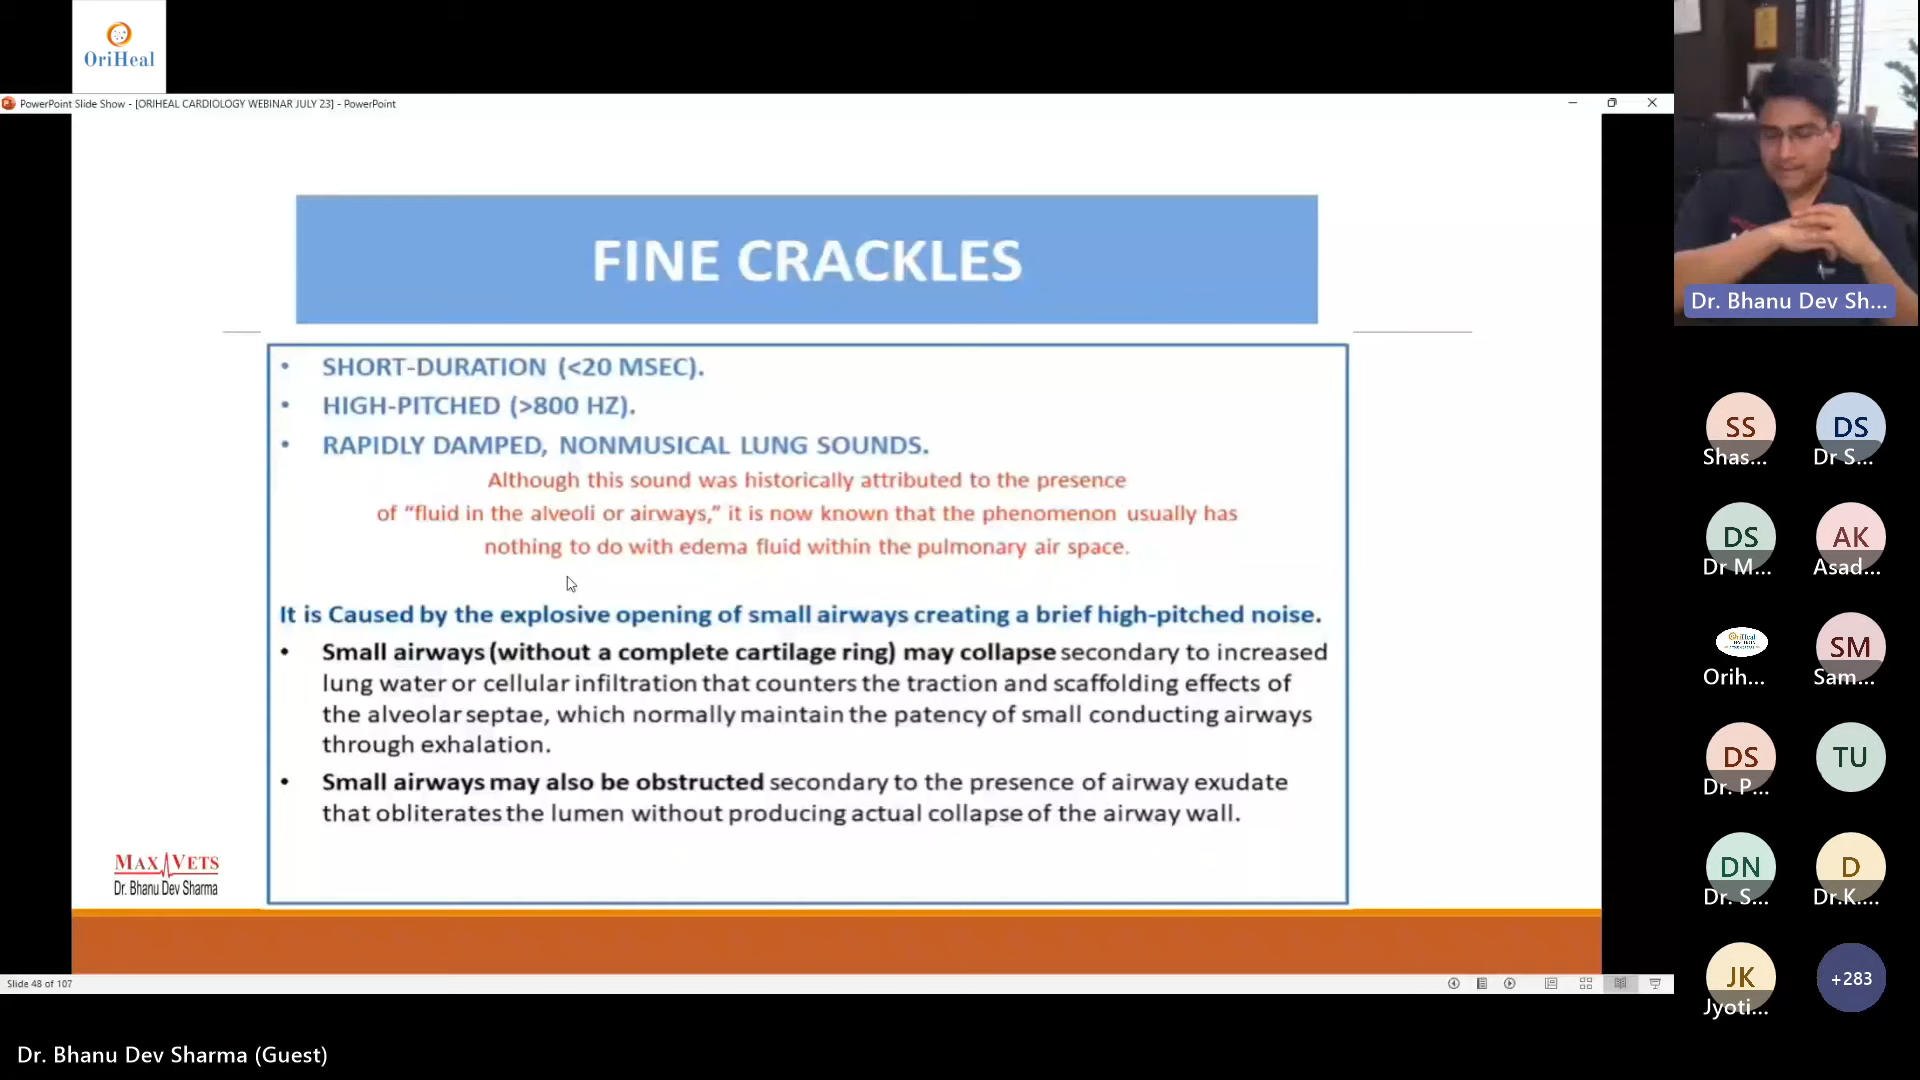 OriHeal
PowerPoint Slide Show - [ORIHEAL CARDIOLOGY WEBINAR JULY 23] - PowerPoint
FINE CRACKLES
• SHORT-DURATION (<20 MSEC).
• HIGH-PITCHED (>800 HZ).
• RAPIDLY DAMPED, NONMUSICAL LUNG SOUNDS.
Although this sound was historically attributed to the presence
of “fluid in the alveoli or airways,” it is now known that the phenomenon usually has
nothing to do with edema fluid within the pulmonary air space.
It is Caused by the explosive opening of small airways creating a brief high-pitched noise.
• Small airways (without a complete cartilage ring) may collapse secondary to increased
lung water or cellular infiltration that counters the traction and scaffolding effects of
the alveolar septae, which normally maintain the patency of small conducting airways
through exhalation.
• Small airways may also be obstructed secondary to the presence of airway exudate
that obliterates the lumen without producing actual collapse of the airway wall.
MAX VETS
Dr. Bhanu Dev Sharma
Slide 48 of 107
Dr. Bhanu Dev Sharma (Guest)
Dr. Bhanu Dev Sh...
SS DS
Shas... Dr S...
DS AK
Dr M... Asad...
OriHeal SM
Orih... Sam...
DS TU
Dr. P...
DN D
Dr. S... Dr.K....
JK +283
Jyoti...